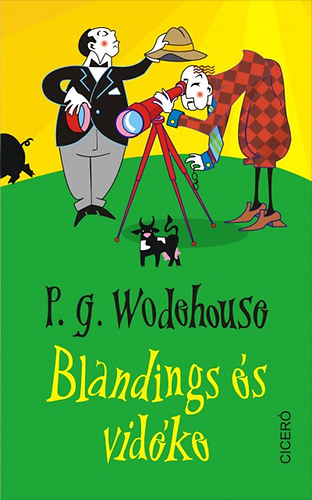 P. G. Wodehouse
Blandings és
vidéke
CICERÓ